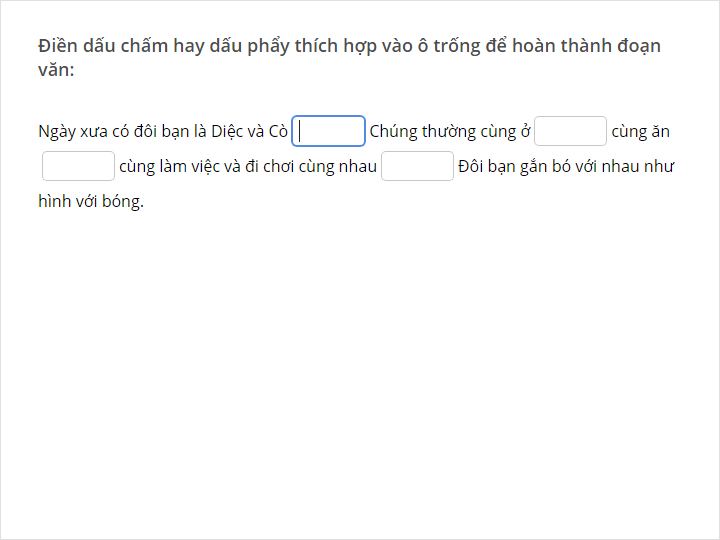 Điền dấu chấm hay dấu phẩy thích hợp vào ô trống để hoàn thành đoạn
văn:
Ngày xưa có đôi bạn là Diệc và Cò Chúng thường cùng ở cùng ăn
cùng làm việc và đi chơi cùng nhau Đôi bạn gắn bó với nhau như
hình với bóng.